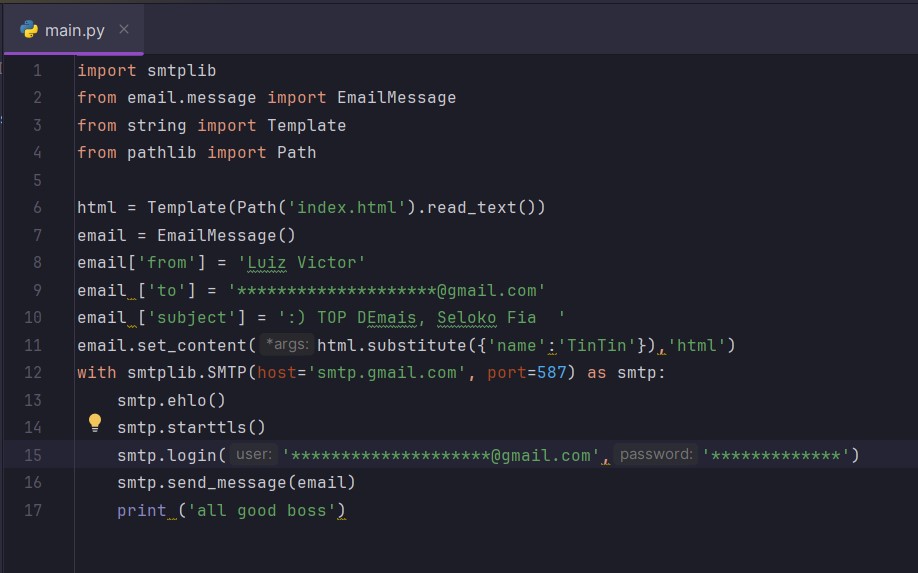 main.py
1 import smtplib
2 from email.message import EmailMessage
3 from string import Template
4 from pathlib import Path
5
6 html = Template(Path('index.html').read_text())
7 email = EmailMessage()
8 email['from'] = 'Luiz Victor'
9 email ['to'] = '********************@gmail.com'
10 email ['subject'] = ':) TOP DEmais, Seloko Fia  '
11 email.set_content( *args: html.substitute({'name':'TinTin'}),'html')
12 with smtplib.SMTP(host='smtp.gmail.com', port=587) as smtp:
13     smtp.ehlo()
14     smtp.starttls()
15     smtp.login( user: '********************@gmail.com', password: '*************')
16     smtp.send_message(email)
17     print ('all good boss')